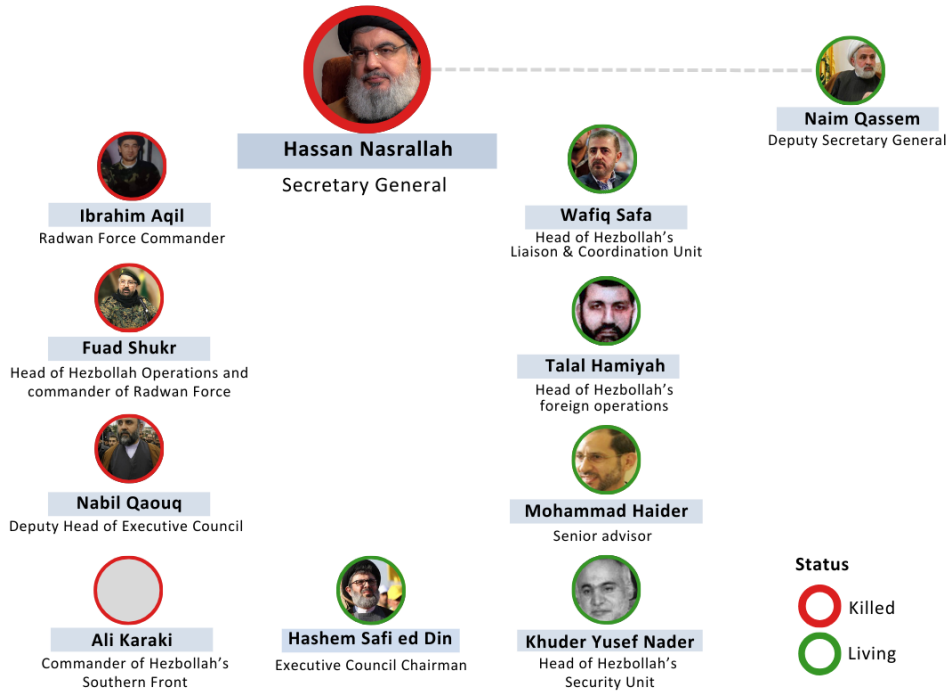 Hassan Nasrallah
Secretary General
Naim Qassem
Deputy Secretary General
Ibrahim Aqil
Radwan Force Commander
Wafiq Safa
Head of Hezbollah's
Liaison & Coordination Unit
Fuad Shukr
Head of Hezbollah Operations and
commander of Radwan Force
Talal Hamiyah
Head of Hezbollah's
foreign operations
Nabil Qaouq
Deputy Head of Executive Council
Mohammad Haider
Senior advisor
Ali Karaki
Commander of Hezbollah's
Southern Front
Hashem Safi ed Din
Executive Council Chairman
Khuder Yusef Nader
Head of Hezbollah's
Security Unit
Status
Killed
Living